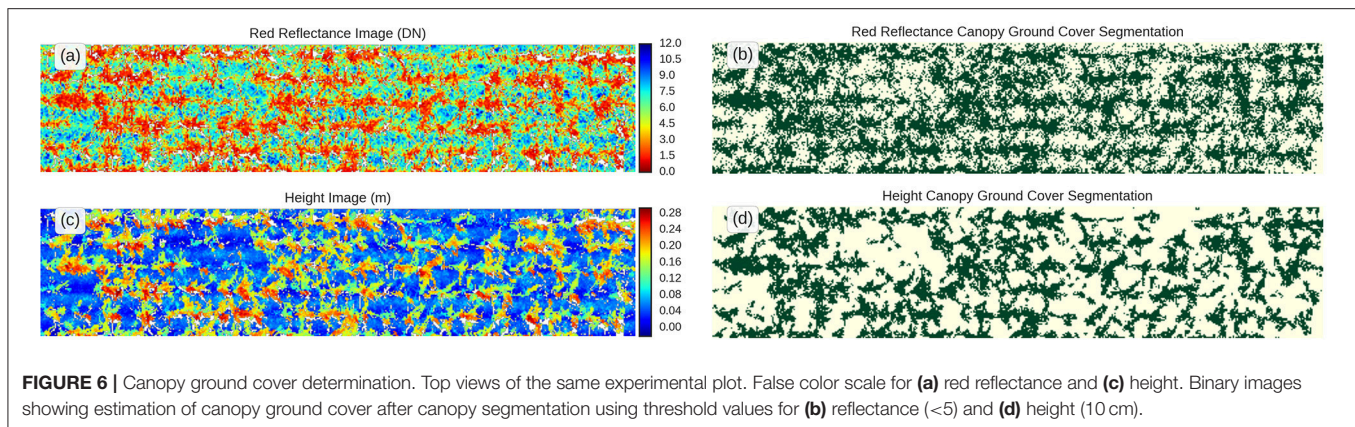 Red Reflectance Image (DN)
(a)
12.0
10.5
9.0
7.5
6.0
4.5
3.0
1.5
0.0
Red Reflectance Canopy Ground Cover Segmentation
(b)
Height Image (m)
(c)
0.28
0.24
0.20
0.16
0.12
0.08
0.04
0.00
Height Canopy Ground Cover Segmentation
(d)
FIGURE 6 | Canopy ground cover determination. Top views of the same experimental plot. False color scale for (a) red reflectance and (c) height. Binary images
showing estimation of canopy ground cover after canopy segmentation using threshold values for (b) reflectance (<5) and (d) height (10 cm).